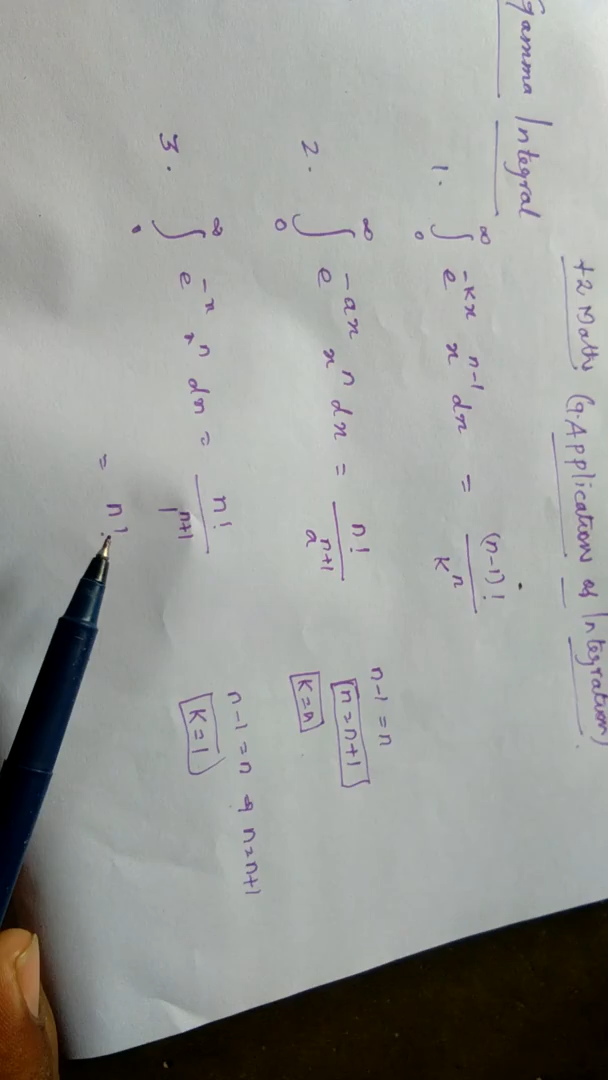 +2 Maths (9. Application of Integration)
Gamma Integral
1. ∫₀^∞ e^(-kx) x^(n-1) dx = (n-1)! / k^n
n-1 = n
n = n+1
2. ∫₀^∞ e^(-ax) x^n dx = n! / a^(n+1)
k = a
n-1 = n ⇒ n = n+1
3. ∫₀^∞ e^(-x) x^n dx = n! / 1^(n+1)
k = 1
= n!